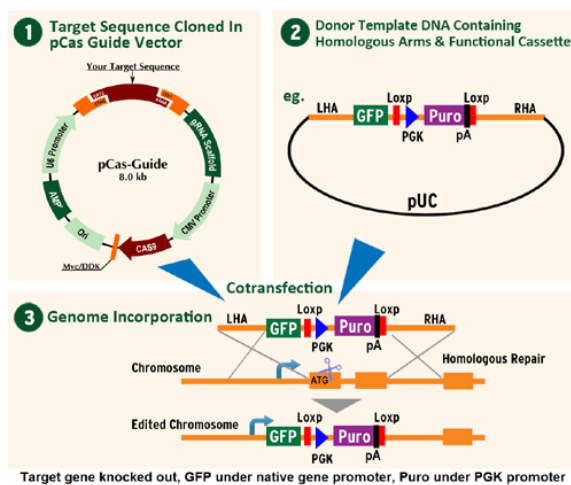 1 Target Sequence Cloned In
pCas Guide Vector
Your Target Sequence
U6 Promoter
pRNA Scaffold
pCas-Guide
8.0 kb
AMP
CMV Promoter
Ori
CAS9
Myc/DDK
2 Donor Template DNA Containing
Homologous Arms & Functional Cassette
eg.
LHA
GFP
Loxp
PGK
Puro
pA
Loxp
RHA
pUC
Cotransfection
3 Genome Incorporation
LHA
GFP
Loxp
PGK
Puro
pA
Loxp
RHA
Homologous Repair
Chromosome
ATG
Edited Chromosome
GFP
Loxp
PGK
Puro
pA
Loxp
Target gene knocked out, GFP under native gene promoter, Puro under PGK promoter